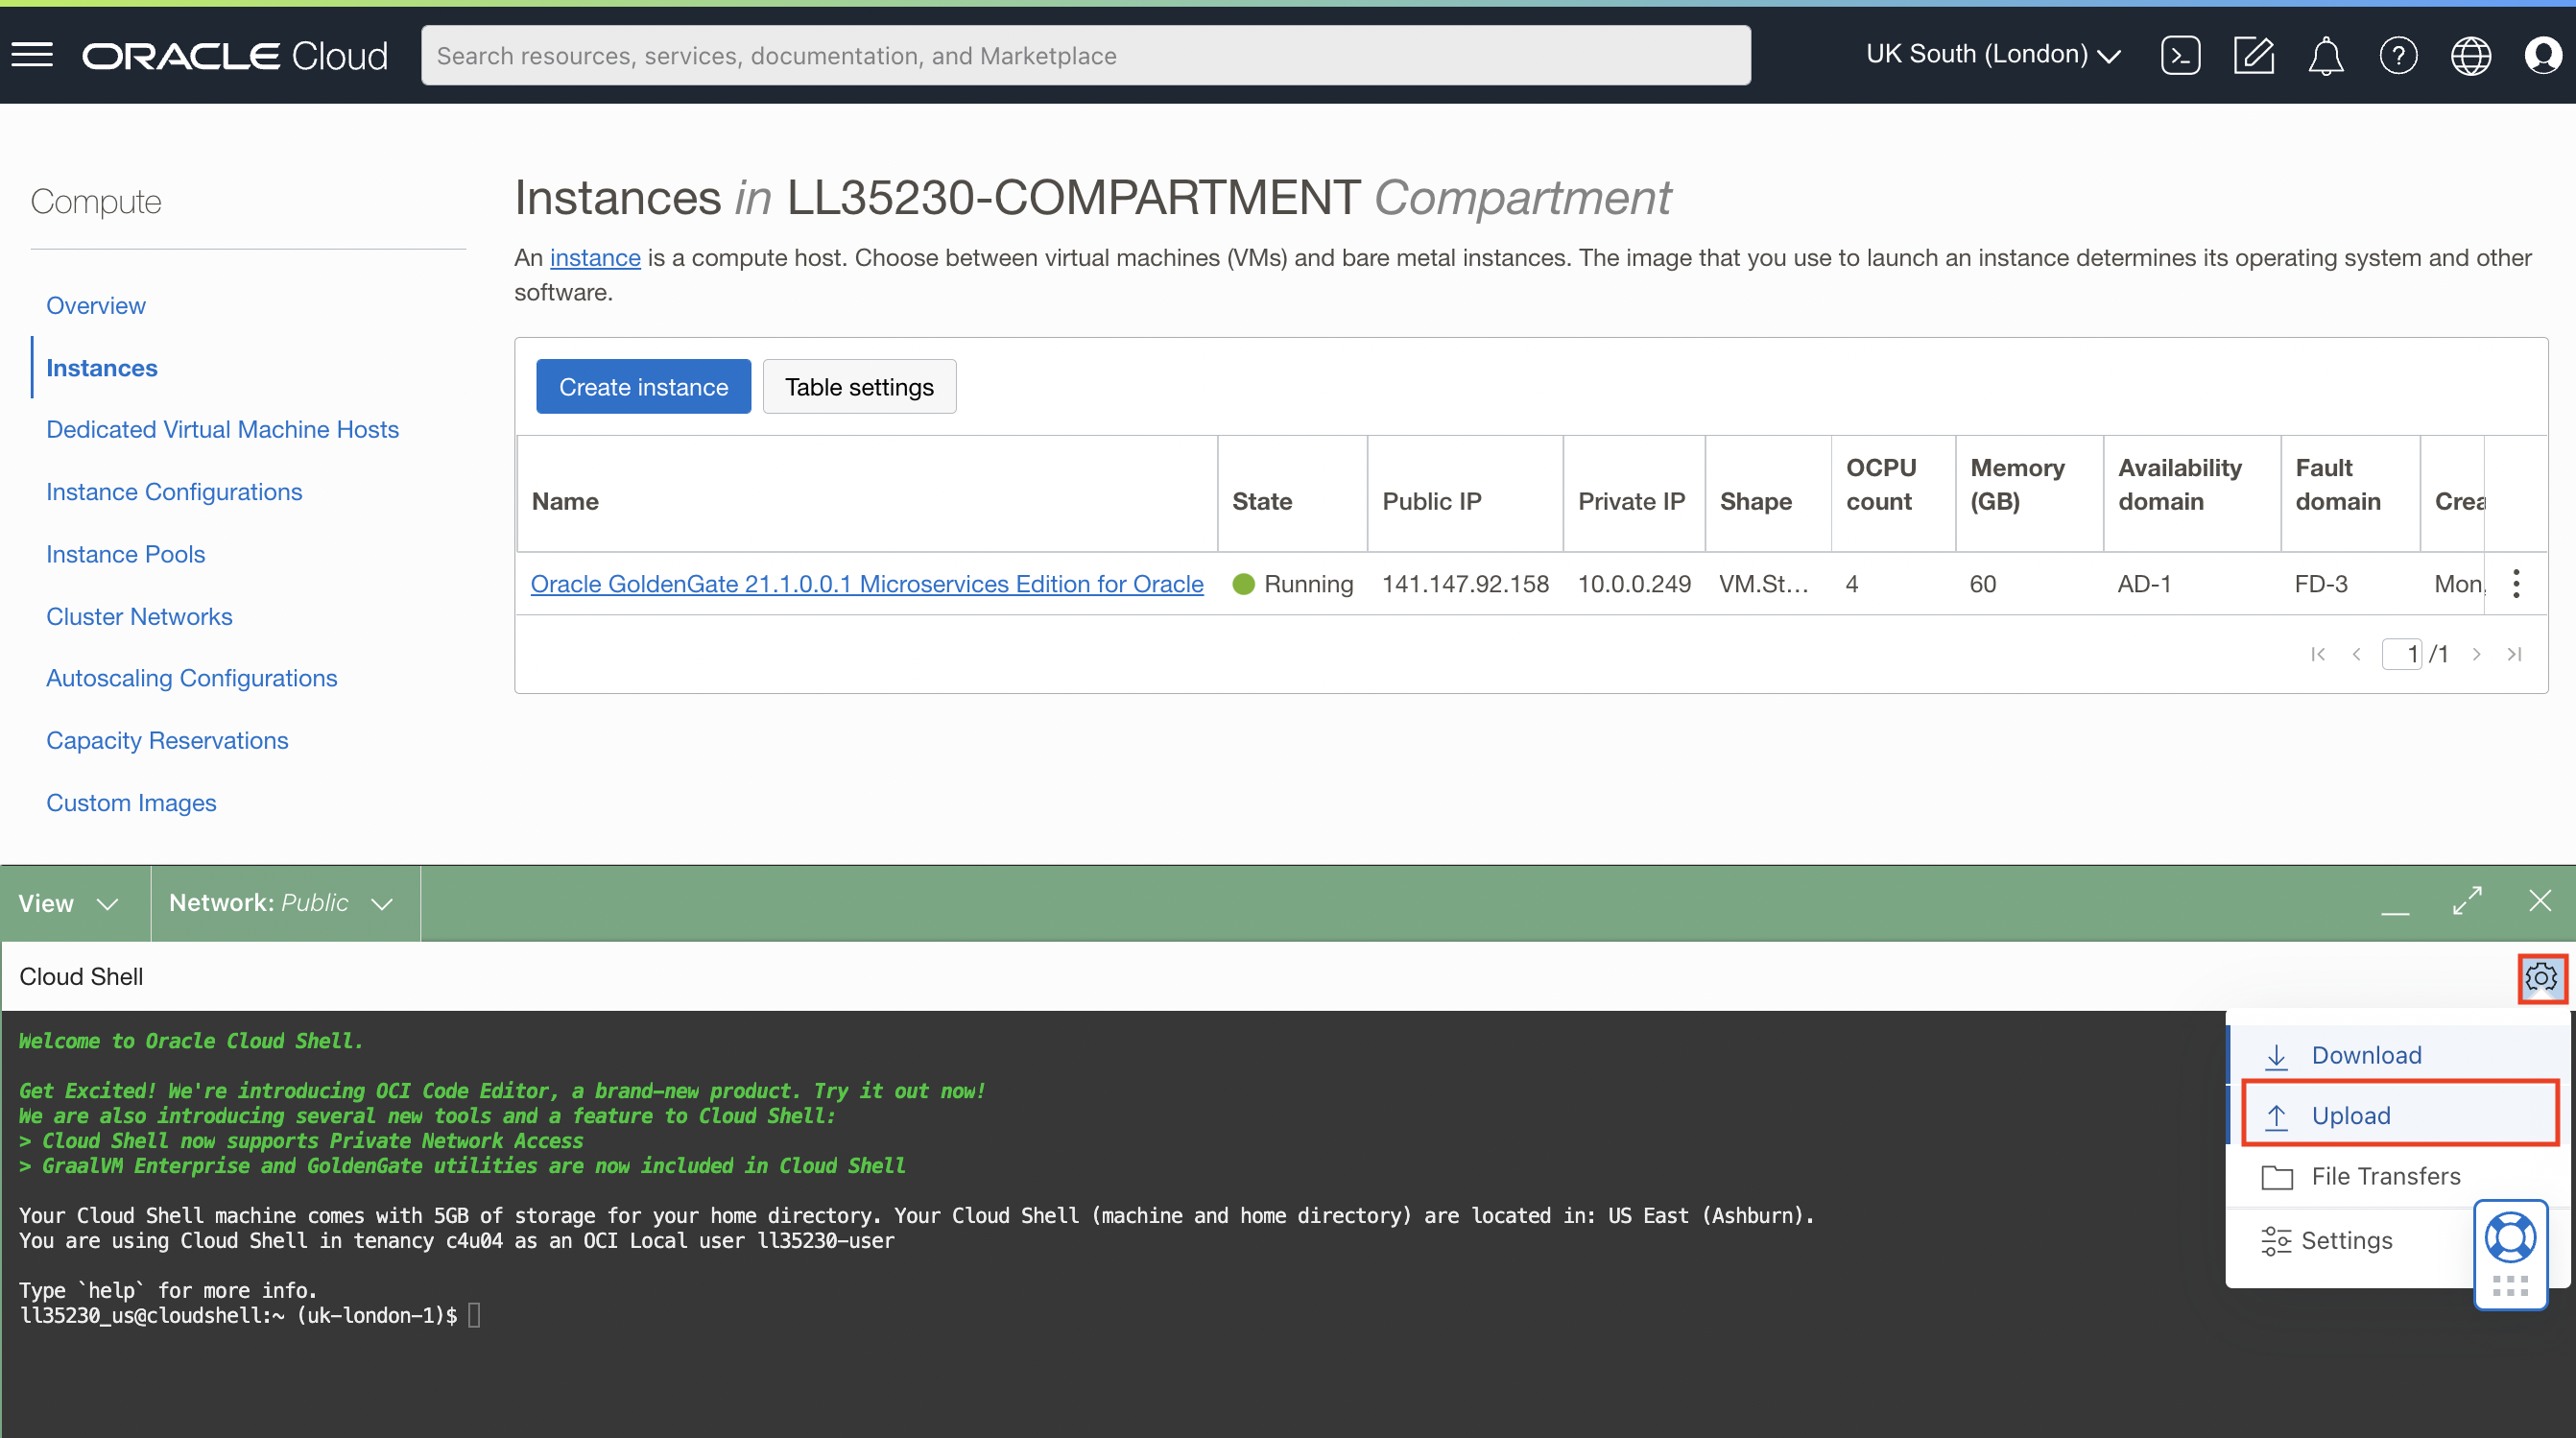 ORACLE Cloud
Search resources, services, documentation, and Marketplace
UK South (London)
Compute
Overview
Instances
Dedicated Virtual Machine Hosts
Instance Configurations
Instance Pools
Cluster Networks
Autoscaling Configurations
Capacity Reservations
Custom Images
Instances in LL35230-COMPARTMENT Compartment
An instance is a compute host. Choose between virtual machines (VMs) and bare metal instances. The image that you use to launch an instance determines its operating system and other
software.
Create instance
Table settings
Name State Public IP Private IP Shape OCPU count Memory (GB) Availability domain Fault domain Crea
Oracle GoldenGate 21.1.0.0.1 Microservices Edition for Oracle Running 141.147.92.158 10.0.0.249 VM.St... 4 60 AD-1 FD-3 Mon,
1 /1
View
Network: Public
Cloud Shell
Welcome to Oracle Cloud Shell.
Get Excited! We're introducing OCI Code Editor, a brand-new product. Try it out now!
We are also introducing several new tools and a feature to Cloud Shell:
> Cloud Shell now supports Private Network Access
> GraalVM Enterprise and GoldenGate utilities are now included in Cloud Shell
Your Cloud Shell machine comes with 5GB of storage for your home directory. Your Cloud Shell (machine and home directory) are located in: US East (Ashburn).
You are using Cloud Shell in tenancy c4u04 as an OCI Local user ll35230-user
Type `help` for more info.
ll35230_us@cloudshell:~ (uk-london-1)$
Download
Upload
File Transfers
Settings